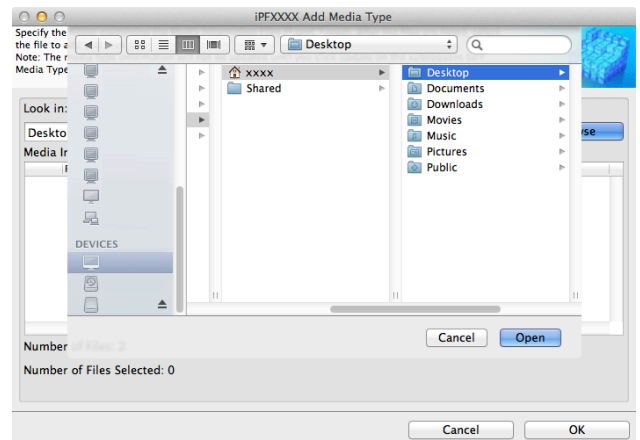 iPFXXXX Add Media Type
Specify the
the file to a
Note: The r
Media Type
Desktop
xxxx
Shared
Desktop
Documents
Downloads
Movies
Music
Pictures
Public
Look in:
Deskto
wse
Media In
DEVICES
Cancel
Open
Number of Files: 2
Number of Files Selected: 0
Cancel
OK